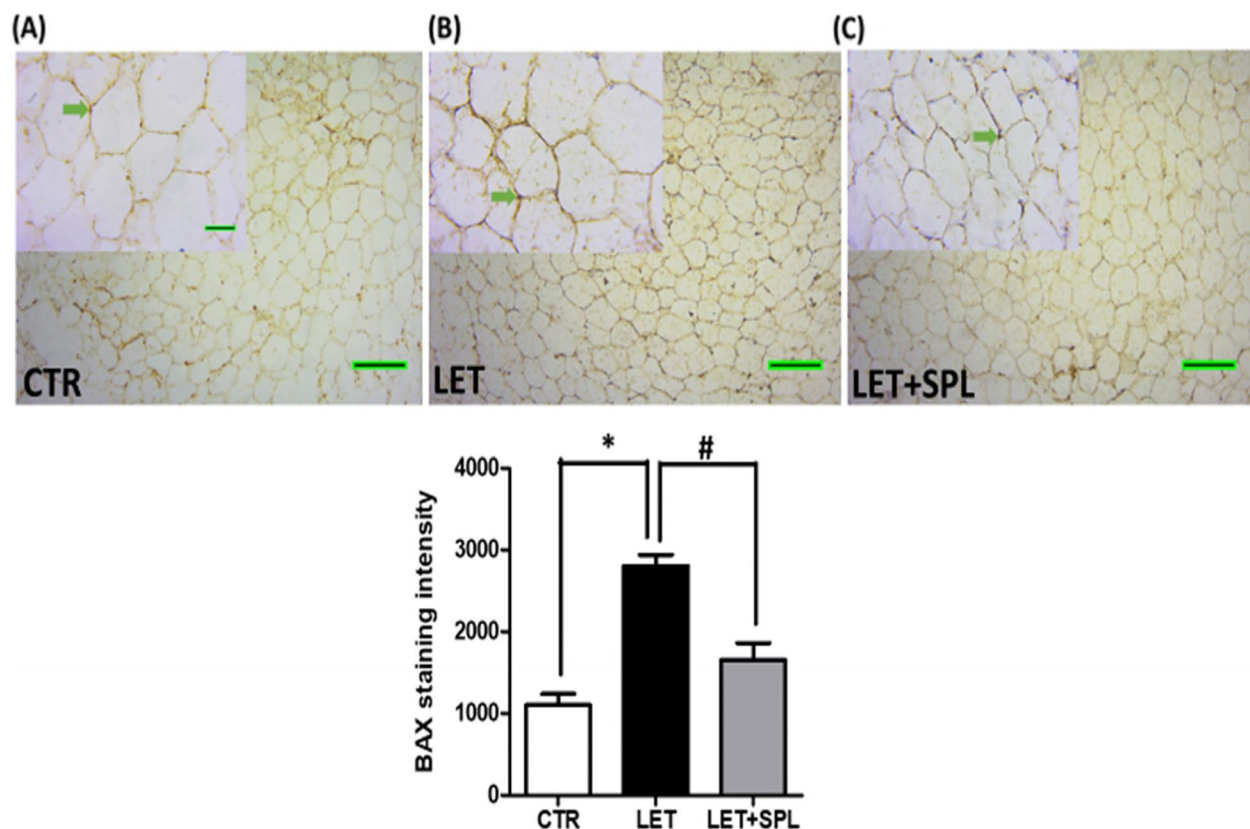 (A) (B) (C)
CTR LET LET+SPL
* #
4000
3000
2000
1000
0
BAX staining intensity
CTR LET LET+SPL